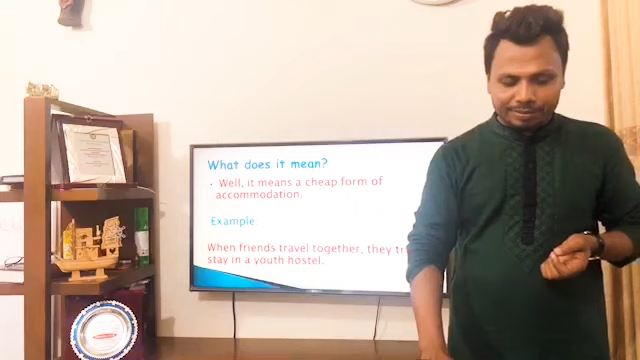 What does it mean?
• Well, it means a cheap form of
accommodation.
Example:
When friends travel together, they
stay in a youth hostel.